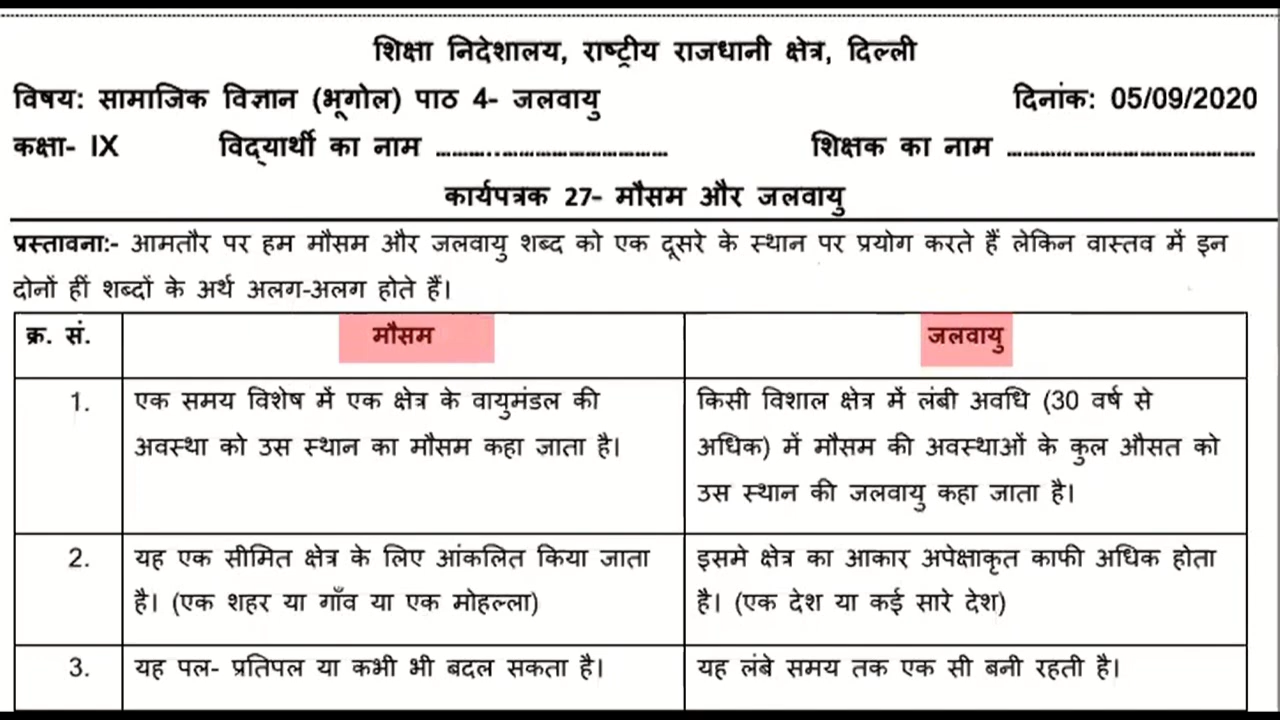 शिक्षा निदेशालय, राष्ट्रीय राजधानी क्षेत्र, दिल्ली
विषय: सामाजिक विज्ञान (भूगोल) पाठ 4- जलवायु दिनांक: 05/09/2020
कक्षा- IX विद्यार्थी का नाम ……………………………… शिक्षक का नाम ………………………………
कार्यपत्रक 27- मौसम और जलवायु
प्रस्तावना:- आमतौर पर हम मौसम और जलवायु शब्द को एक दूसरे के स्थान पर प्रयोग करते हैं लेकिन वास्तव में इन
दोनों हीं शब्दों के अर्थ अलग-अलग होते हैं।
क्र. सं. मौसम जलवायु
1. एक समय विशेष में एक क्षेत्र के वायुमंडल की
अवस्था को उस स्थान का मौसम कहा जाता है।
किसी विशाल क्षेत्र में लंबी अवधि (30 वर्ष से
अधिक) में मौसम की अवस्थाओं के कुल औसत को
उस स्थान की जलवायु कहा जाता है।
2. यह एक सीमित क्षेत्र के लिए आंकलित किया जाता
है। (एक शहर या गाँव या एक मोहल्ला)
इसमे क्षेत्र का आकार अपेक्षाकृत काफी अधिक होता
है। (एक देश या कई सारे देश)
3. यह पल- प्रतिपल या कभी भी बदल सकता है।
यह लंबे समय तक एक सी बनी रहती है।